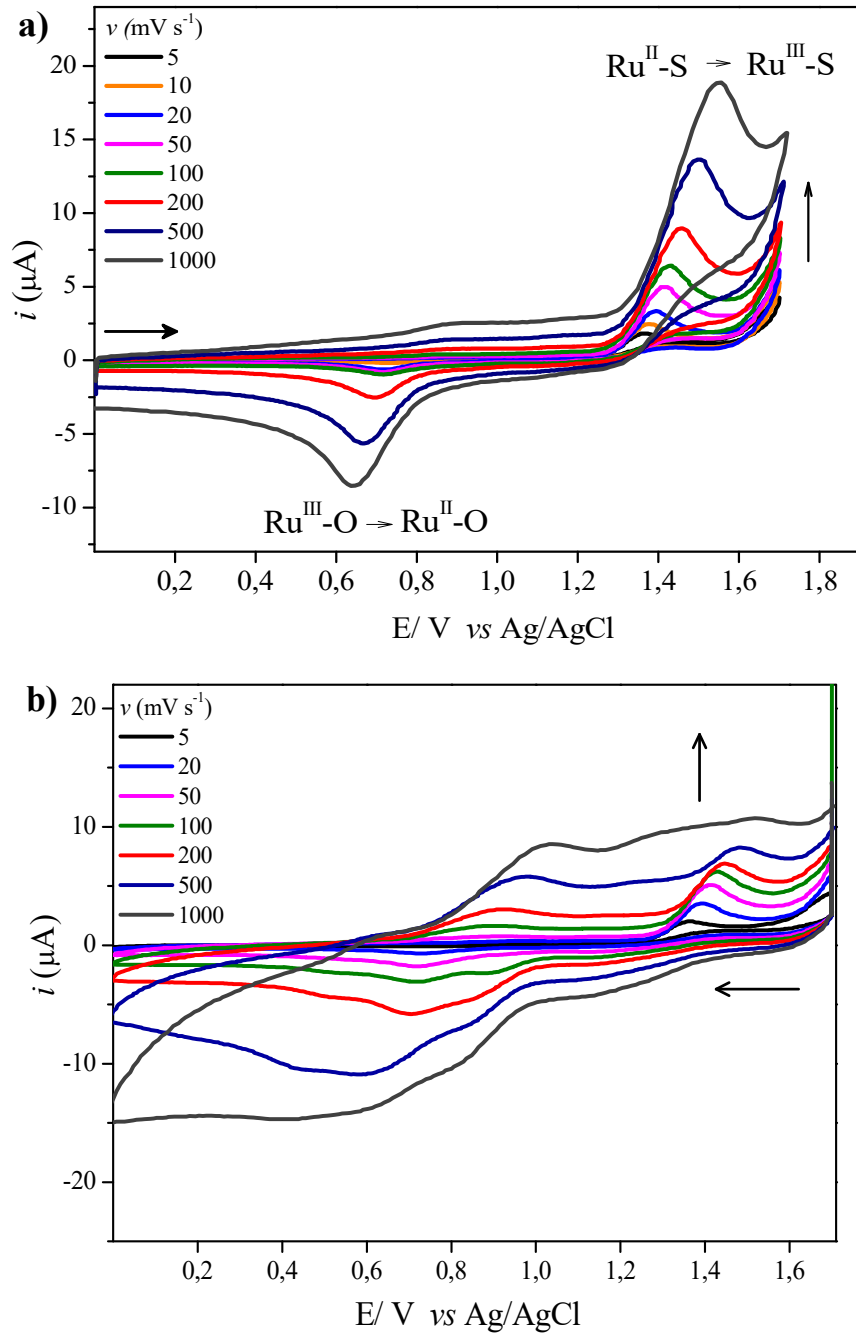 a)
v (mV s⁻¹)
5
10
20
50
100
200
500
1000
Ruᴵᴵ-S → Ruᴵᴵᴵ-S
Ruᴵᴵᴵ-O → Ruᴵᴵ-O
20
15
10
5
0
-5
-10
i (μA)
0,2 0,4 0,6 0,8 1,0 1,2 1,4 1,6 1,8
E/ V vs Ag/AgCl
b)
v (mV s⁻¹)
5
20
50
100
200
500
1000
20
10
0
-10
-20
i (μA)
0,2 0,4 0,6 0,8 1,0 1,2 1,4 1,6
E/ V vs Ag/AgCl